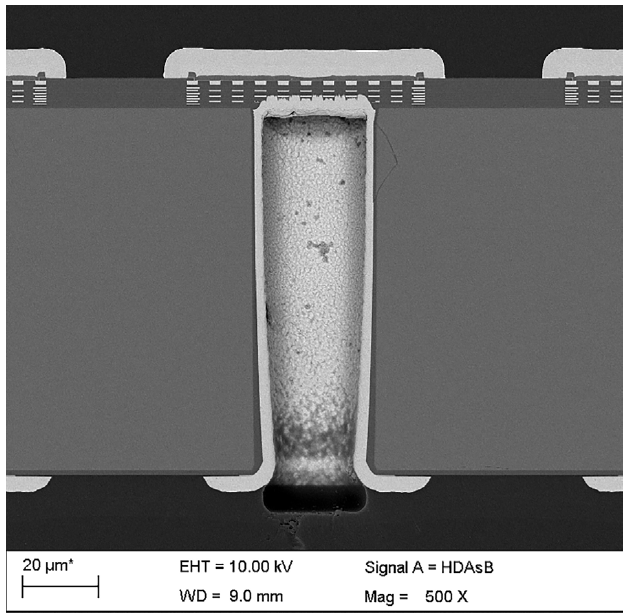 20 µm*
EHT = 10.00 kV
Signal A = HDAsB
WD = 9.0 mm
Mag = 500 X